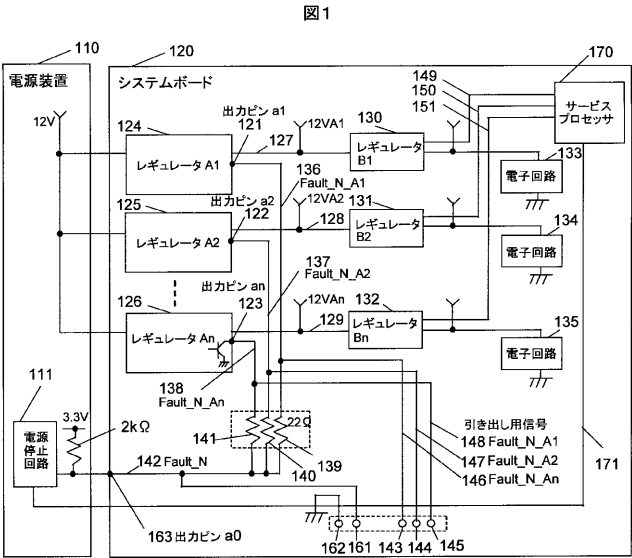 図1
110
電源装置
120
システムボード
170
サービス
プロセッサ
149
150
151
12V
124
レギュレータ A1
出力ピン a1
121
127
12VA1
130
レギュレータ
B1
133
電子回路
136
Fault_N_A1
125
レギュレータ A2
出力ピン a2
122
12VA2
128
131
レギュレータ
B2
134
電子回路
137
Fault_N_A2
126
レギュレータ An
出力ピン an
123
12VAn
129
132
レギュレータ
Bn
135
電子回路
138
Fault_N_An
111
電源
停止
回路
3.3V
2kΩ
141
22Ω
139
140
142 Fault_N
引き出し用信号
148 Fault_N_A1
147 Fault_N_A2
146 Fault_N_An
171
163 出力ピン a0
162
161
143
144
145